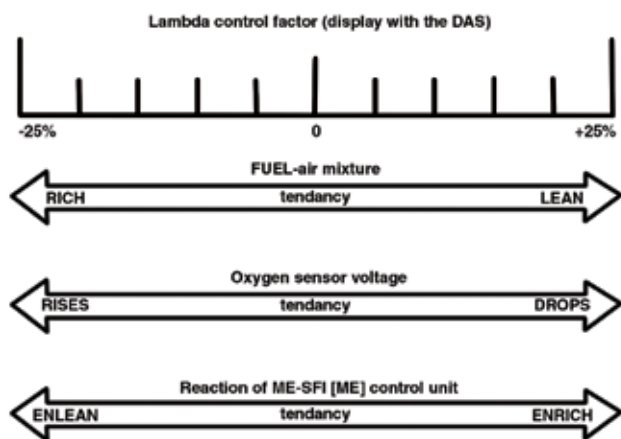 Lambda control factor (display with the DAS)
-25% 0 +25%
FUEL-air mixture
RICH tendancy LEAN
Oxygen sensor voltage
RISES tendancy DROPS
Reaction of ME-SFI [ME] control unit
ENLEAN tendancy ENRICH